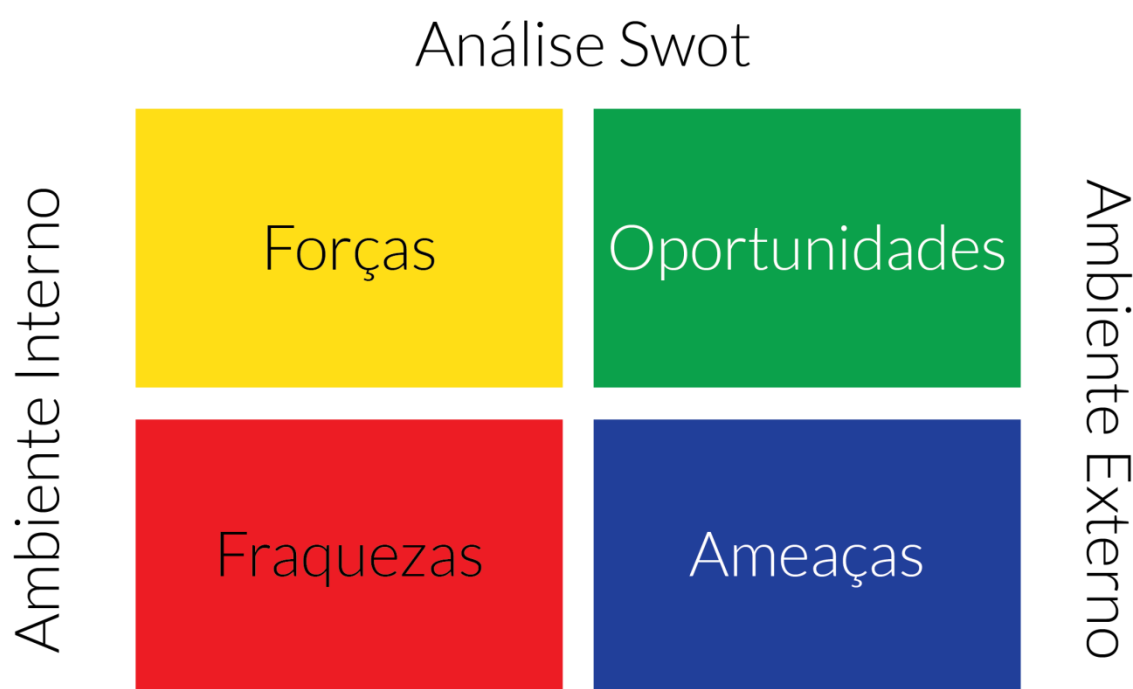 Análise Swot
Ambiente Interno
Forças
Oportunidades
Fraquezas
Ameaças
Ambiente Externo